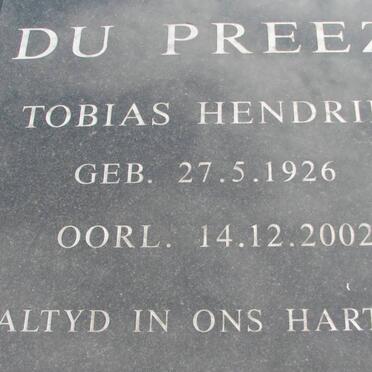 DU PREEZ
TOBIAS HENDRI
GEB. 27.5.1926
OORL. 14.12.2002
ALTYD IN ONS HART